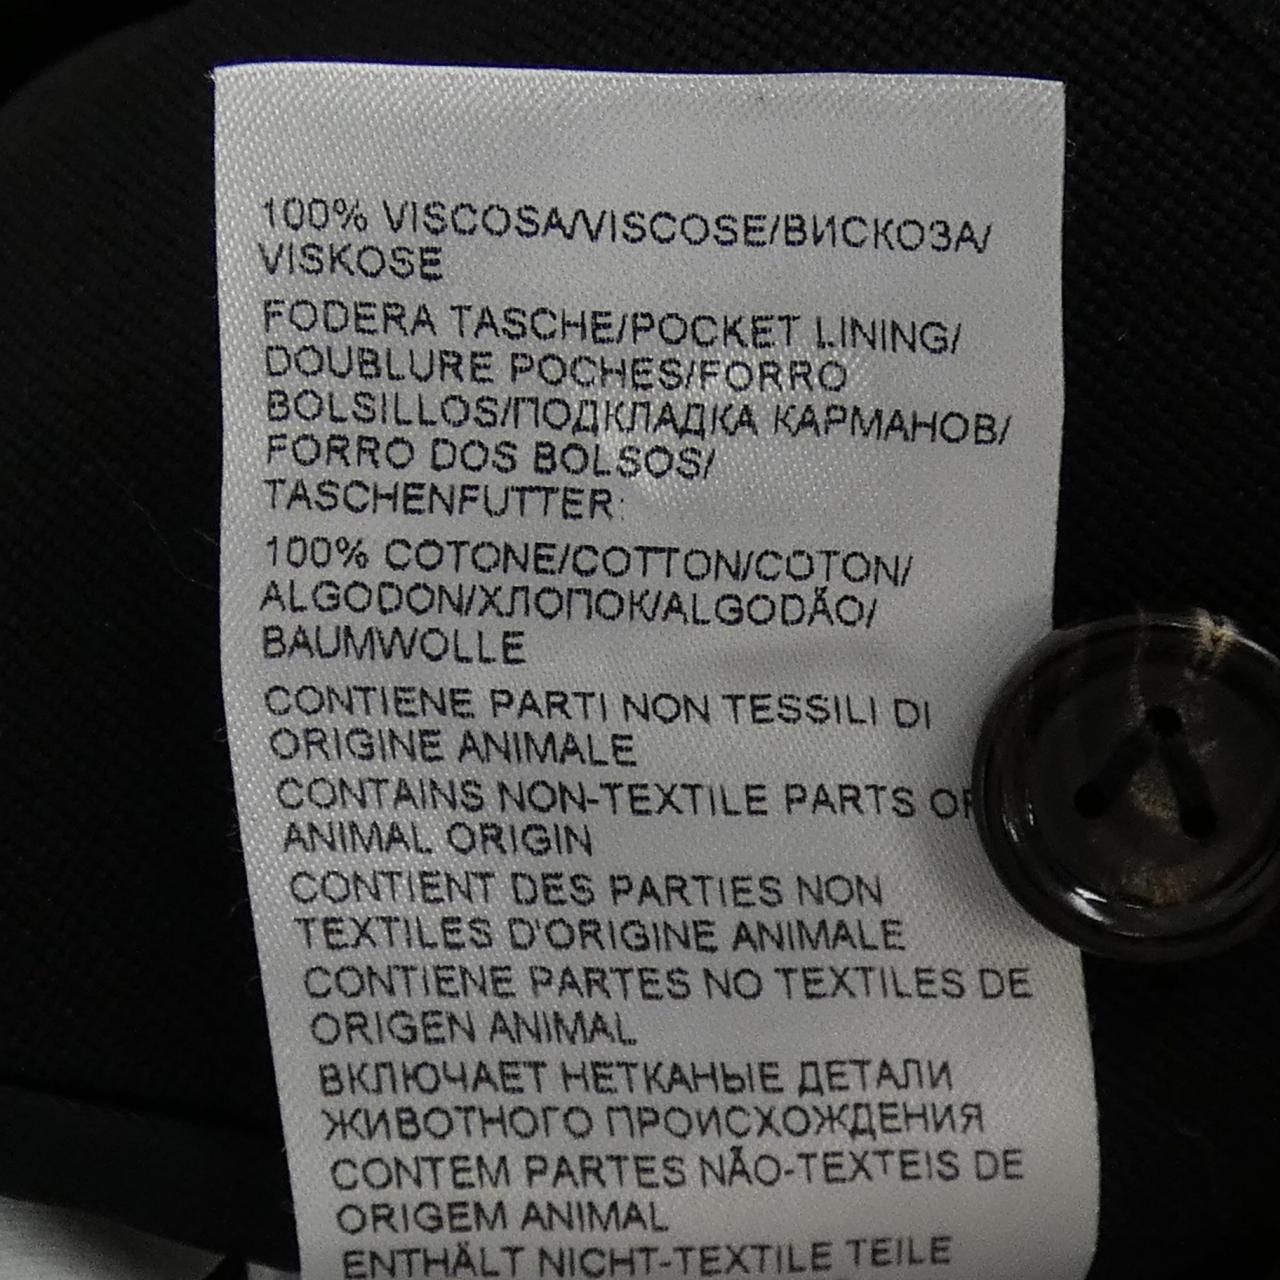 100% VISCOSA/VISCOSE/ВИСКОЗА/
VISKOSE
FODERA TASCHE/POCKET LINING/
DOUBLURE POCHES/FORRO
BOLSILLOS/ПОДКЛАДКА КАРМАНОВ/
FORRO DOS BOLSOS/
TASCHENFUTTER:
100% COTONE/COTTON/COTON/
ALGODON/ХЛОПОК/ALGODÃO/
BAUMWOLLE
CONTIENE PARTI NON TESSILI DI
ORIGINE ANIMALE
CONTAINS NON-TEXTILE PARTS
ANIMAL ORIGIN
CONTIENT DES PARTIES NON
TEXTILES D'ORIGINE ANIMALE
CONTIENE PARTES NO TEXTILES DE
ORIGEN ANIMAL
ВКЛЮЧАЕТ НЕТКАНЫЕ ДЕТАЛИ
ЖИВОТНОГО ПРОИСХОЖДЕНИЯ
CONTEM PARTES NÃO-TEXTEIS DE
ORIGEM ANIMAL
ENTHÄLT NICHT-TEXTILE TEILE